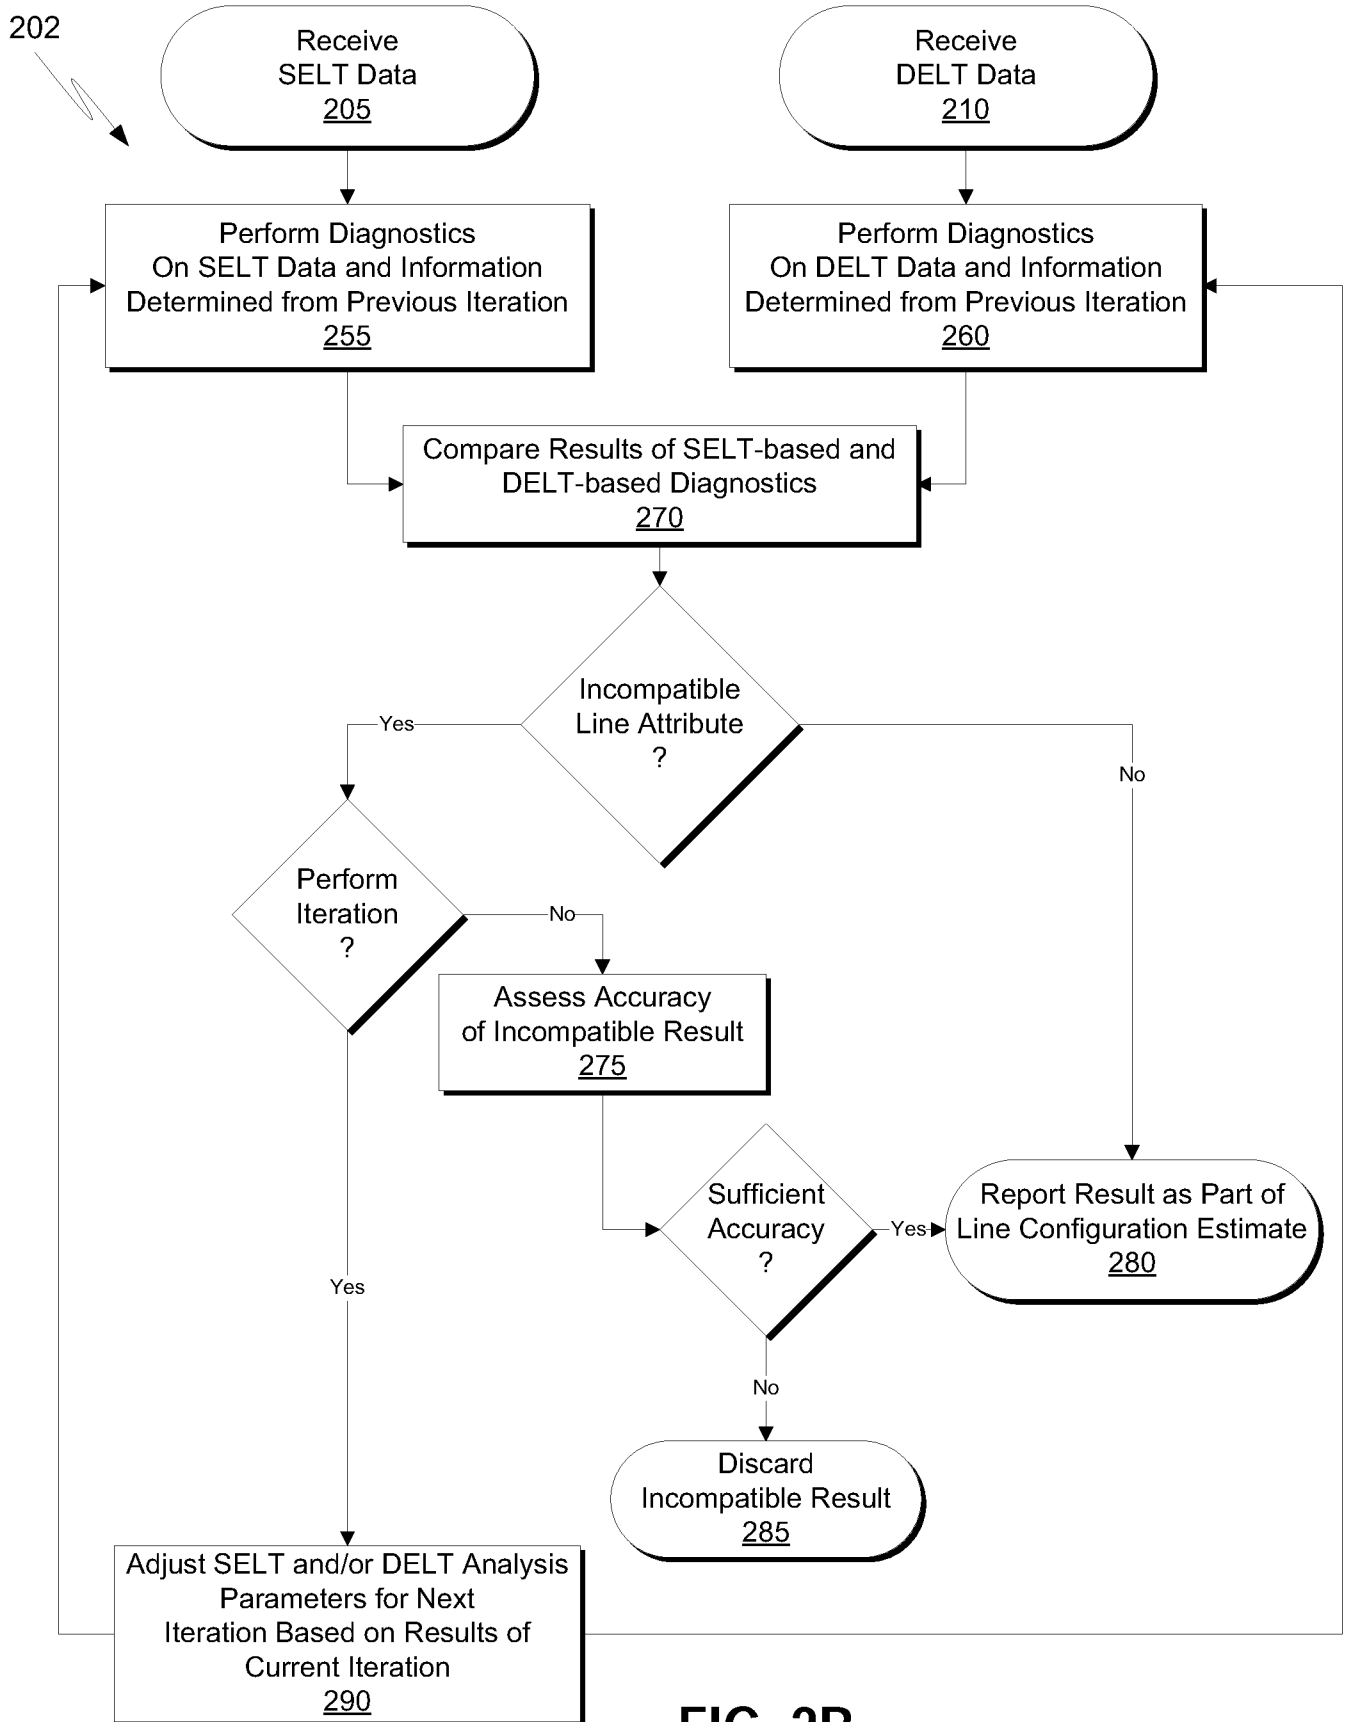 202
Receive
SELT Data
205
Receive
DELT Data
210
Perform Diagnostics
On SELT Data and Information
Determined from Previous Iteration
255
Perform Diagnostics
On DELT Data and Information
Determined from Previous Iteration
260
Compare Results of SELT-based and
DELT-based Diagnostics
270
Incompatible
Line Attribute
?
Yes
No
Perform
Iteration
?
No
Assess Accuracy
of Incompatible Result
275
Sufficient
Accuracy
?
Yes
Report Result as Part of
Line Configuration Estimate
280
Yes
No
Discard
Incompatible Result
285
Adjust SELT and/or DELT Analysis
Parameters for Next
Iteration Based on Results of
Current Iteration
290
FIG. 2B